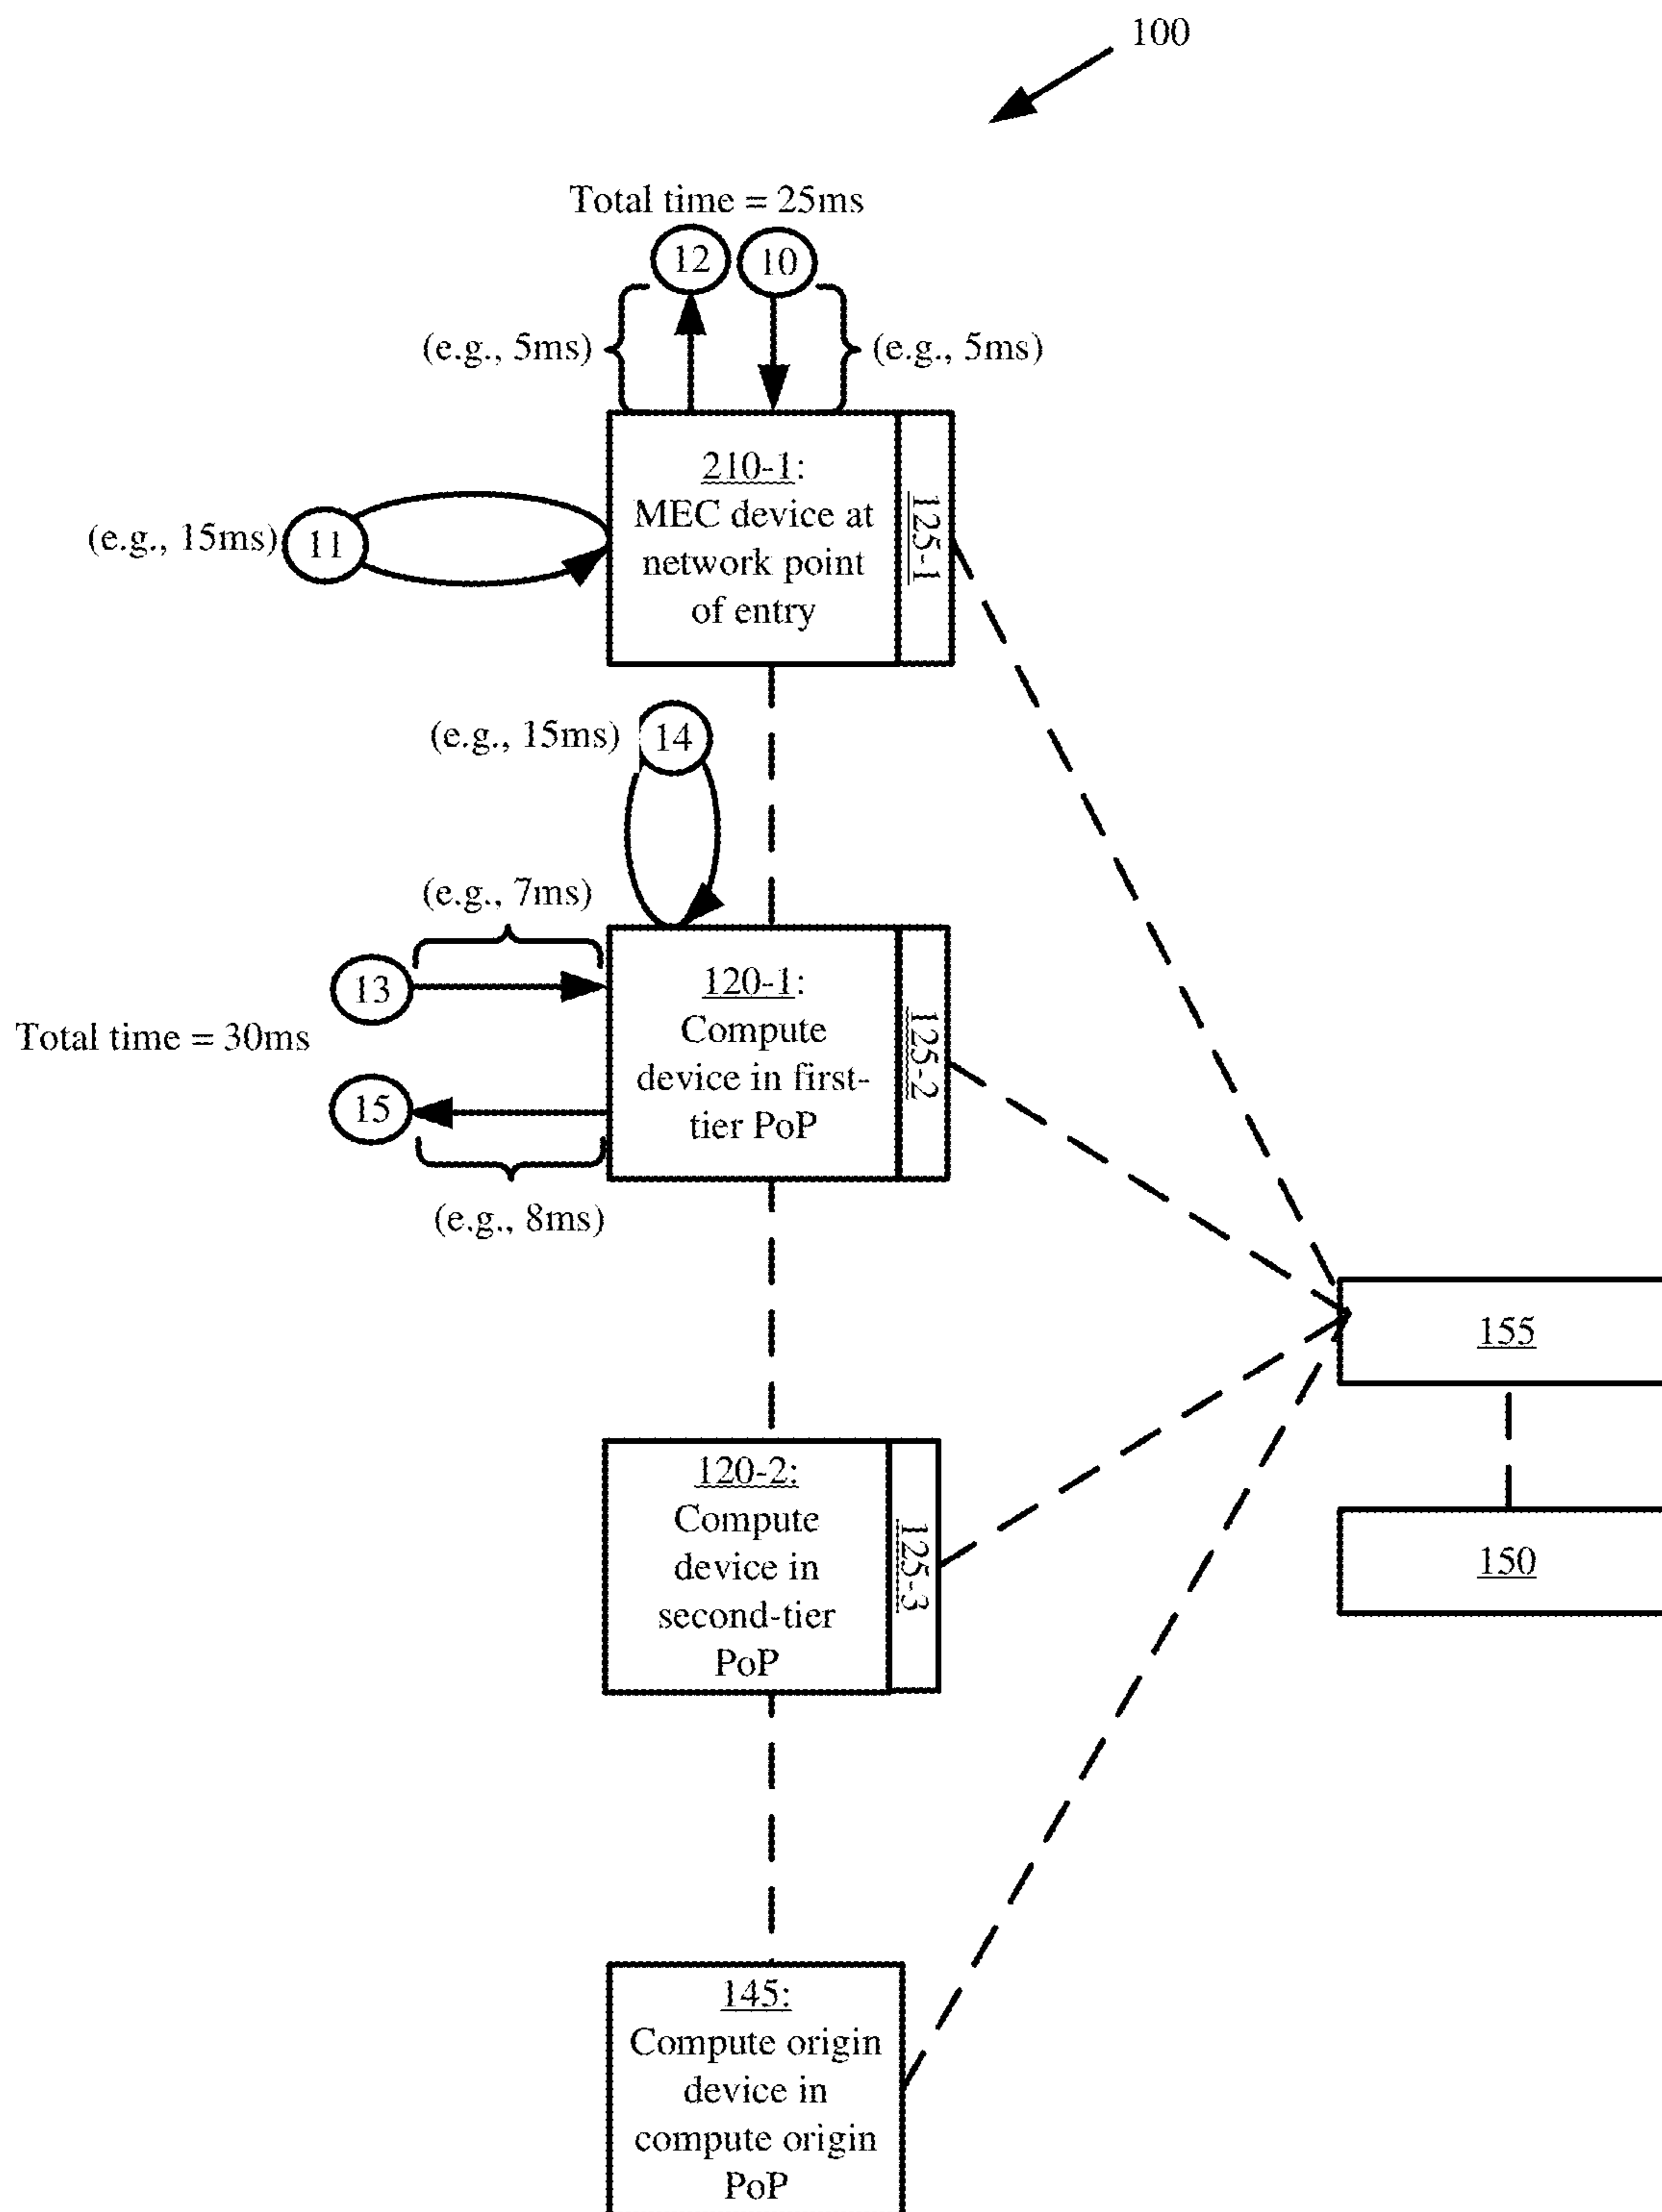 100
Total time = 25ms
12
10
(e.g., 5ms)
(e.g., 5ms)
210-1:
MEC device at
network point
of entry
125-1
(e.g., 15ms)
11
(e.g., 15ms)
14
(e.g., 7ms)
13
120-1:
Compute
device in first-
tier PoP
125-2
Total time = 30ms
15
(e.g., 8ms)
155
120-2:
Compute
device in
second-tier
PoP
125-3
150
145:
Compute origin
device in
compute origin
PoP